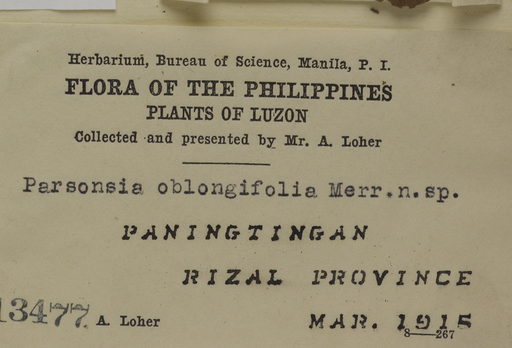 Herbarium, Bureau of Science, Manila, P. I.
FLORA OF THE PHILIPPINES
PLANTS OF LUZON
Collected and presented by Mr. A. Loher
Parsonsia oblongifolia Merr.n.sp.
PANINGTINGAN
RIZAL PROVINCE
13477 A. Loher MAR. 1915
8—267